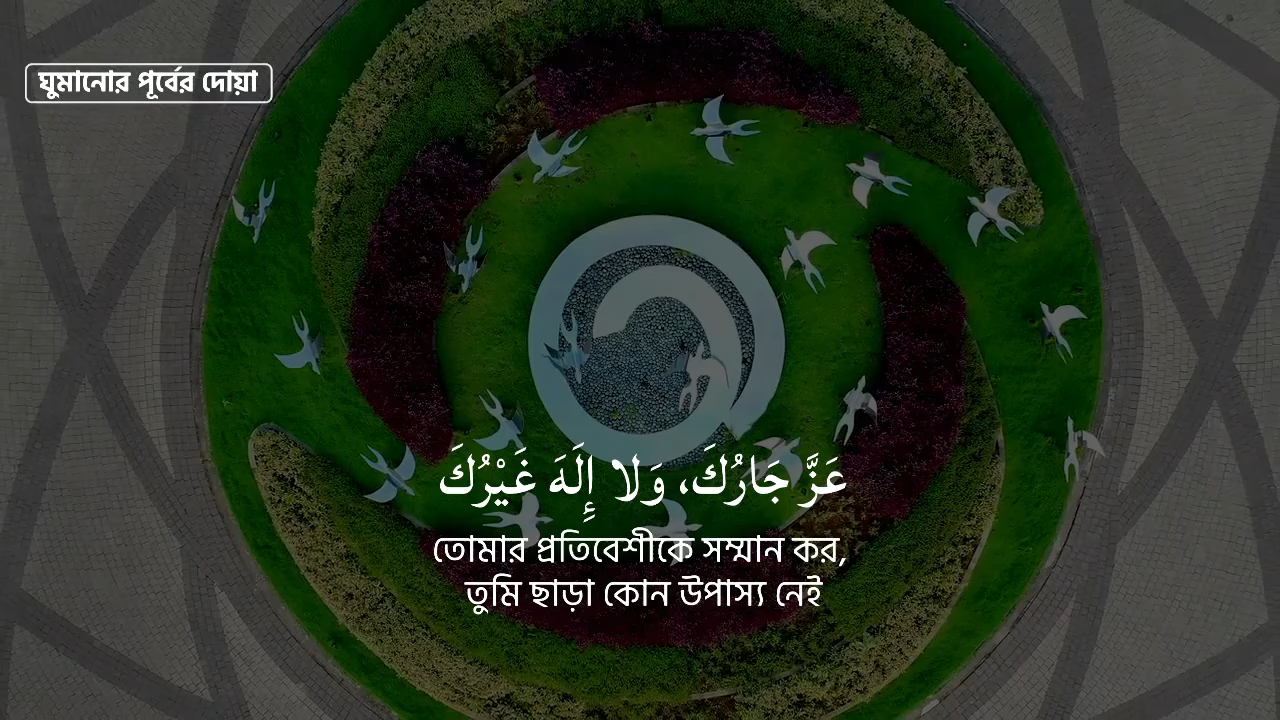 ঘুমানোর পূর্বের দোয়া
عَزَّ جَارُكَ، وَلا إِلَهَ غَيْرُكَ
তোমার প্রতিবেশীকে সম্মান কর,
তুমি ছাড়া কোন উপাস্য নেই